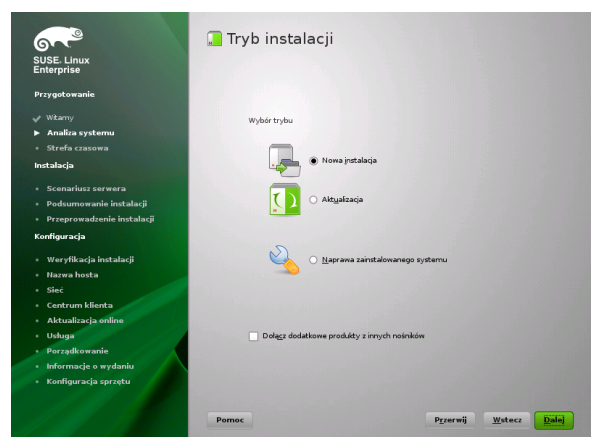 SUSE. Linux
Enterprise
Przygotowanie
Witamy
Analiza systemu
Strefa czasowa
Instalacja
Scenariusz serwera
Podsumowanie instalacji
Przeprowadzenie instalacji
Konfiguracja
Weryfikacja instalacji
Nazwa hosta
Sieć
Centrum klienta
Aktualizacja online
Usługa
Porządkowanie
Informacje o wydaniu
Konfiguracja sprzętu
Tryb instalacji
Wybór trybu
Nowa instalacja
Aktualizacja
Naprawa zainstalowanego systemu
Dołącz dodatkowe produkty z innych nośników
Pomoc
Przerwij
Wstecz
Dalej